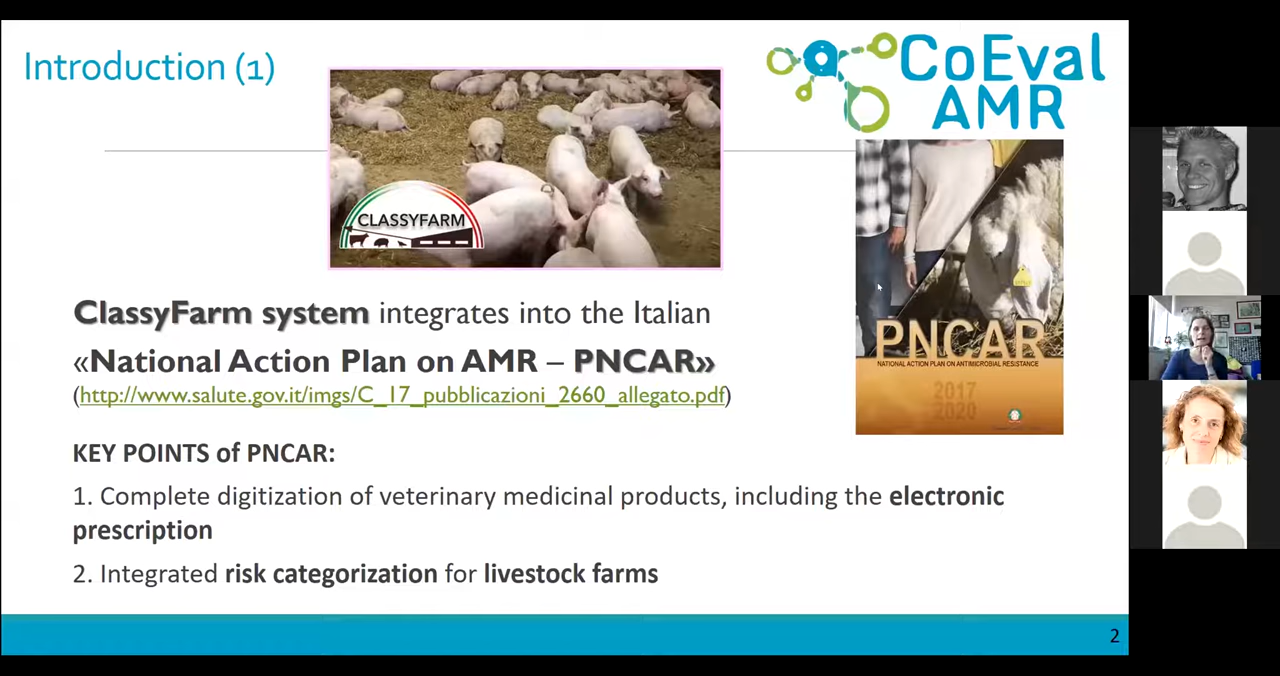 Introduction (1)
CoEval
AMR
CLASSYFARM
ClassyFarm system integrates into the Italian
«National Action Plan on AMR – PNCAR»
(http://www.salute.gov.it/imgs/C_17_pubblicazioni_2660_allegato.pdf)
PNCAR
NATIONAL ACTION PLAN ON ANTIMICROBIAL RESISTANCE
2017
2020
KEY POINTS of PNCAR:
1. Complete digitization of veterinary medicinal products, including the electronic
prescription
2. Integrated risk categorization for livestock farms
2